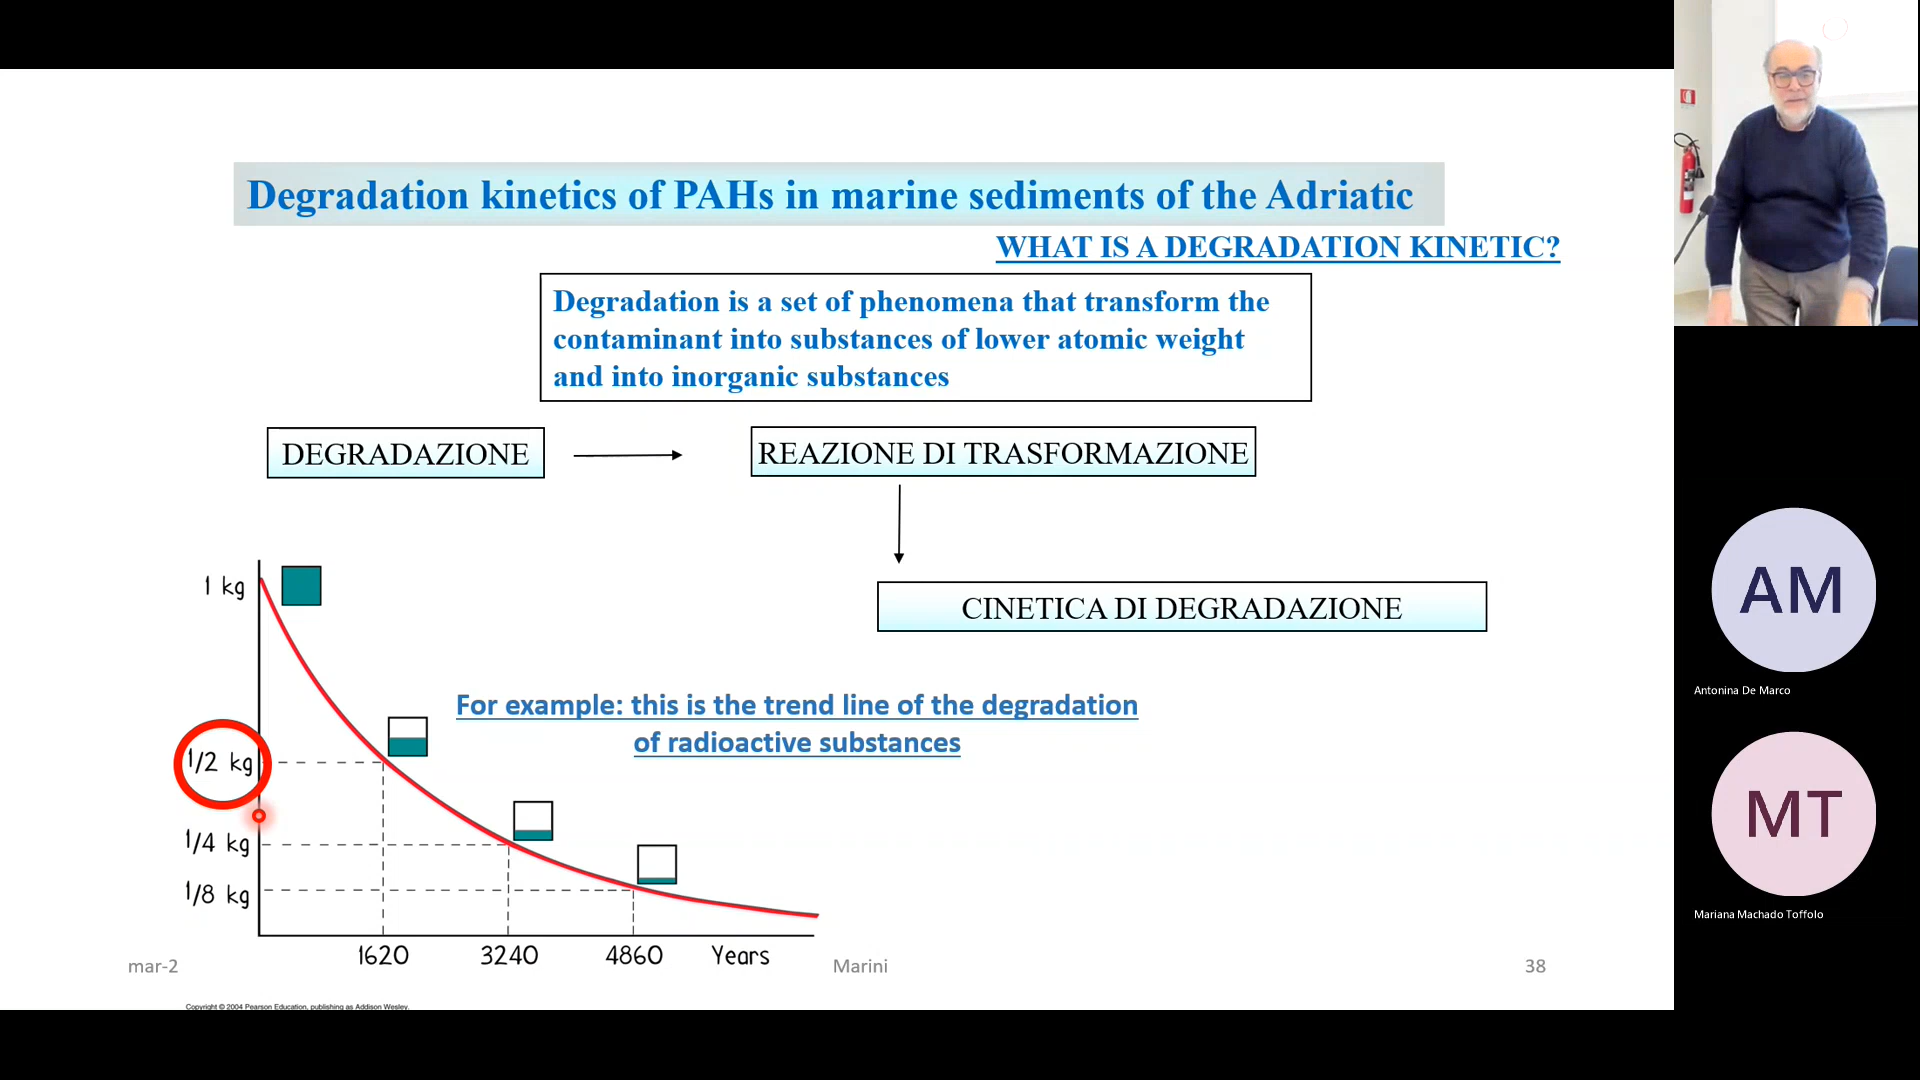 Degradation kinetics of PAHs in marine sediments of the Adriatic
WHAT IS A DEGRADATION KINETIC?
Degradation is a set of phenomena that transform the
contaminant into substances of lower atomic weight
and into inorganic substances
DEGRADAZIONE
REAZIONE DI TRASFORMAZIONE
CINETICA DI DEGRADAZIONE
For example: this is the trend line of the degradation
of radioactive substances
1 kg
1/2 kg
1/4 kg
1/8 kg
1620 3240 4860 Years
mar-2 Marini 38
Copyright © 2004 Pearson Education, publishing as Addison Wesley.
AM
Antonina De Marco
MT
Mariana Machado Toffolo